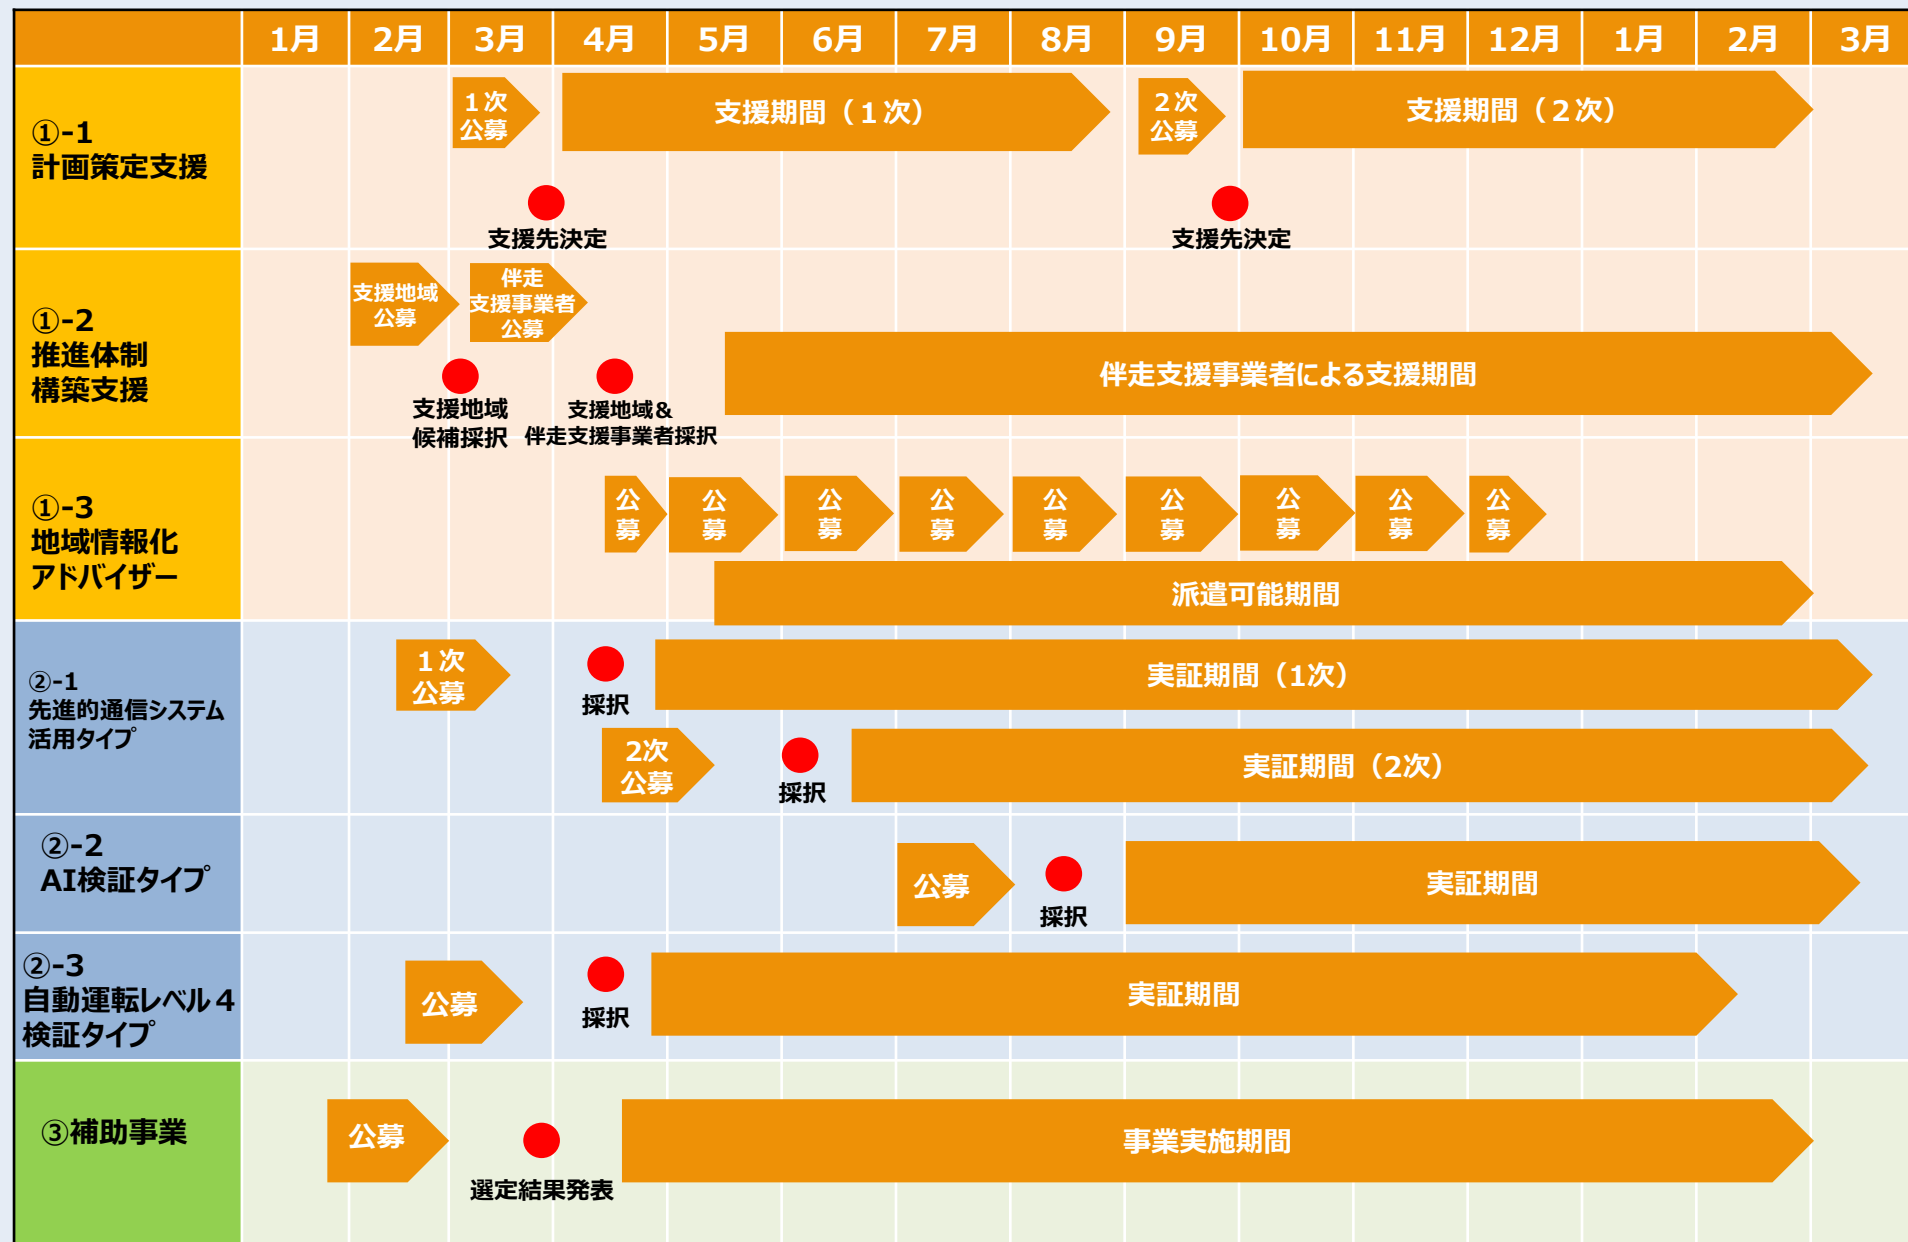 1月 2月 3月 4月 5月 6月 7月 8月 9月 10月 11月 12月 1月 2月 3月
①-1
計画策定支援
１次
公募
支援期間（１次）
２次
公募
支援期間（２次）
支援先決定
支援先決定
①-2
推進体制
構築支援
支援地域
公募
伴走
支援事業者
公募
伴走支援事業者による支援期間
支援地域
候補採択
支援地域＆
伴走支援事業者採択
①-3
地域情報化
アドバイザー
公
募
公
募
公
募
公
募
公
募
公
募
公
募
公
募
公
募
派遣可能期間
②-1
先進的通信システム
活用タイプ
１次
公募
採択
実証期間（1次）
2次
公募
採択
実証期間（2次）
②-2
AI検証タイプ
公募
採択
実証期間
②-3
自動運転レベル４
検証タイプ
公募
採択
実証期間
③補助事業
公募
選定結果発表
事業実施期間